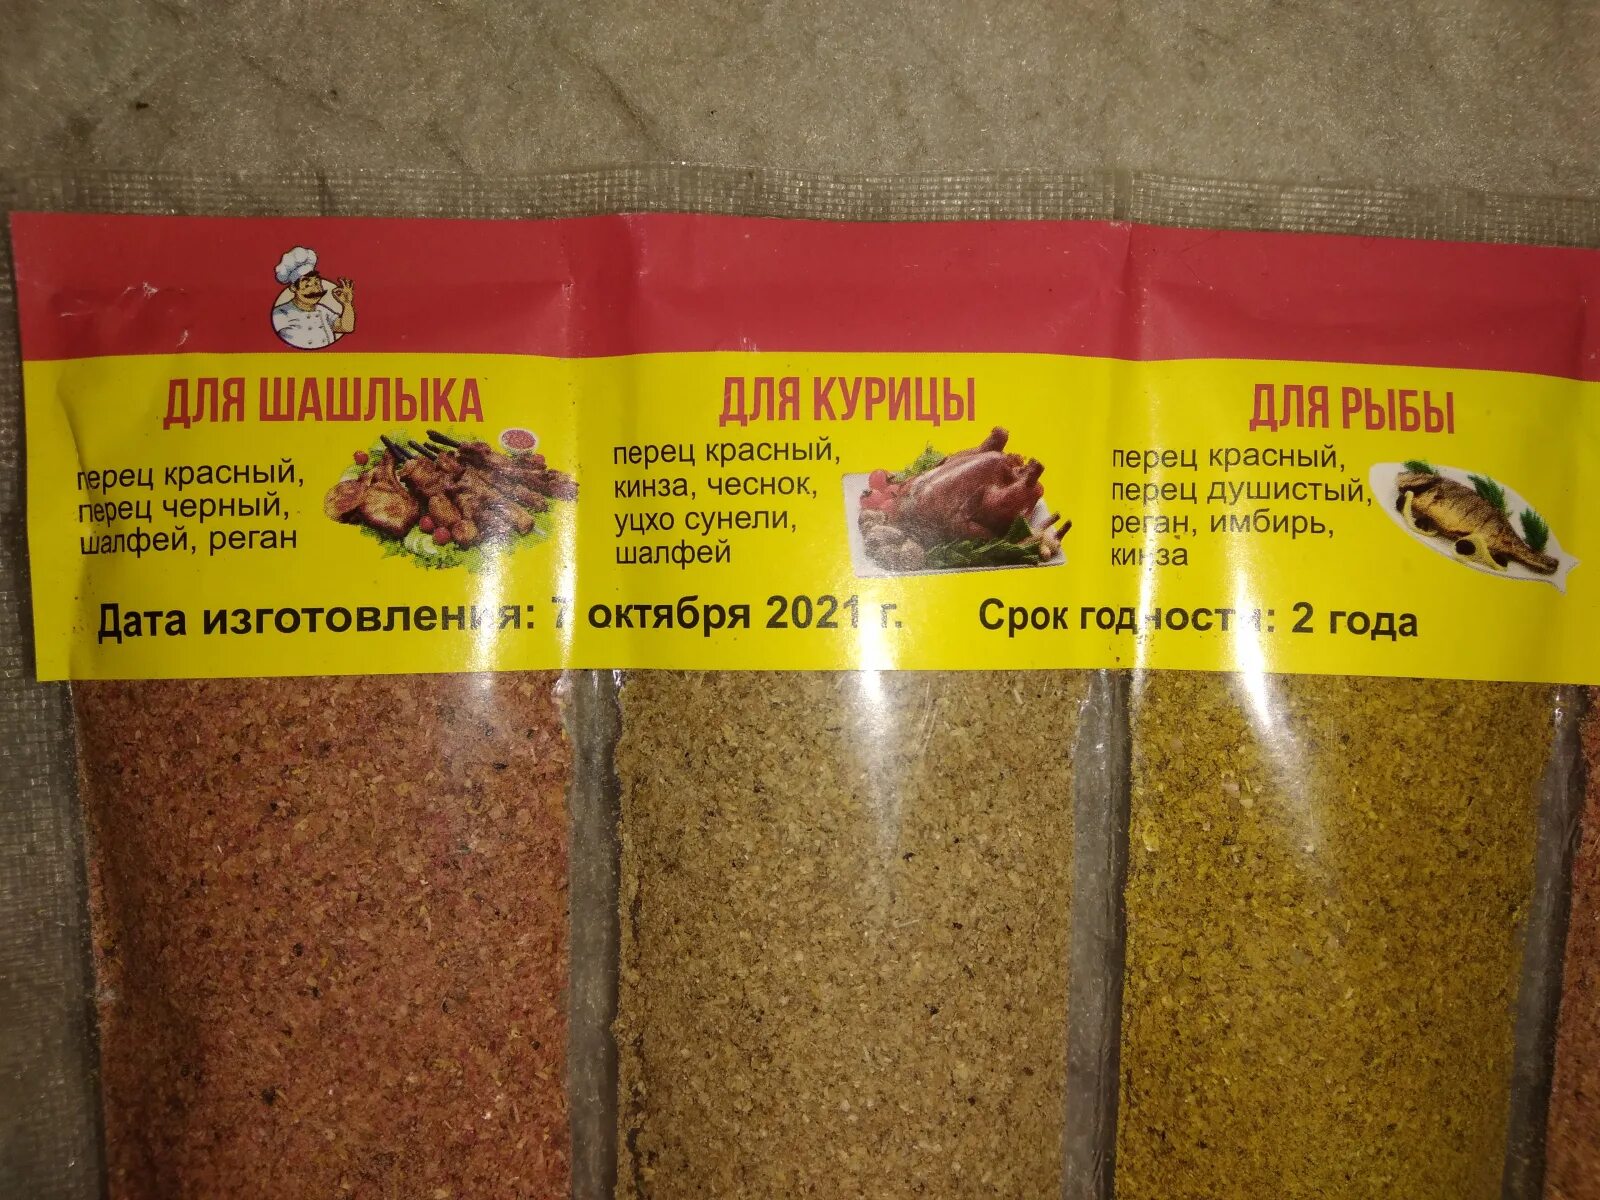 ДЛЯ ШАШЛЫКА
перец красный,
перец черный,
шалфей, реган
ДЛЯ КУРИЦЫ
перец красный,
кинза, чеснок,
уцхо сунели,
шалфей
ДЛЯ РЫБЫ
перец красный,
перец душистый,
реган, имбирь,
кинза
Дата изготовления: 7 октября 2021 г. Срок годности: 2 года